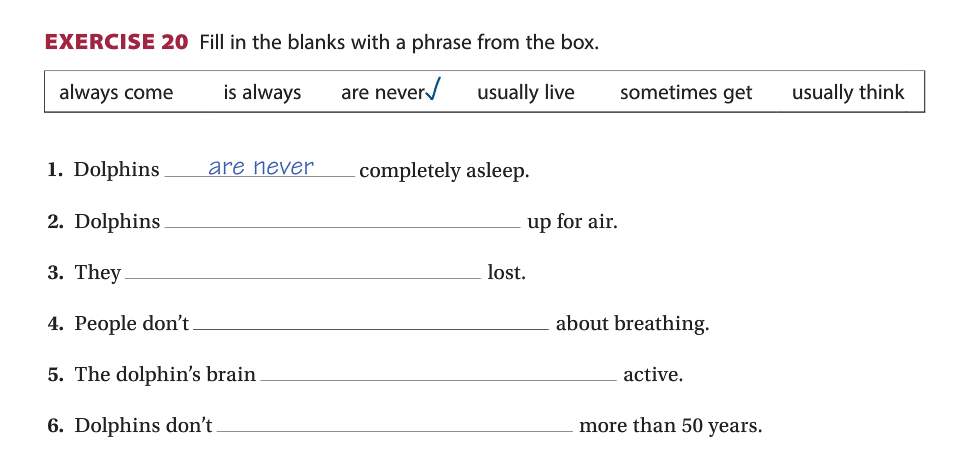 EXERCISE 20 Fill in the blanks with a phrase from the box.
always come is always are never✓ usually live sometimes get usually think
1. Dolphins are never completely asleep.
2. Dolphins ______ up for air.
3. They ______ lost.
4. People don’t ______ about breathing.
5. The dolphin’s brain ______ active.
6. Dolphins don’t ______ more than 50 years.